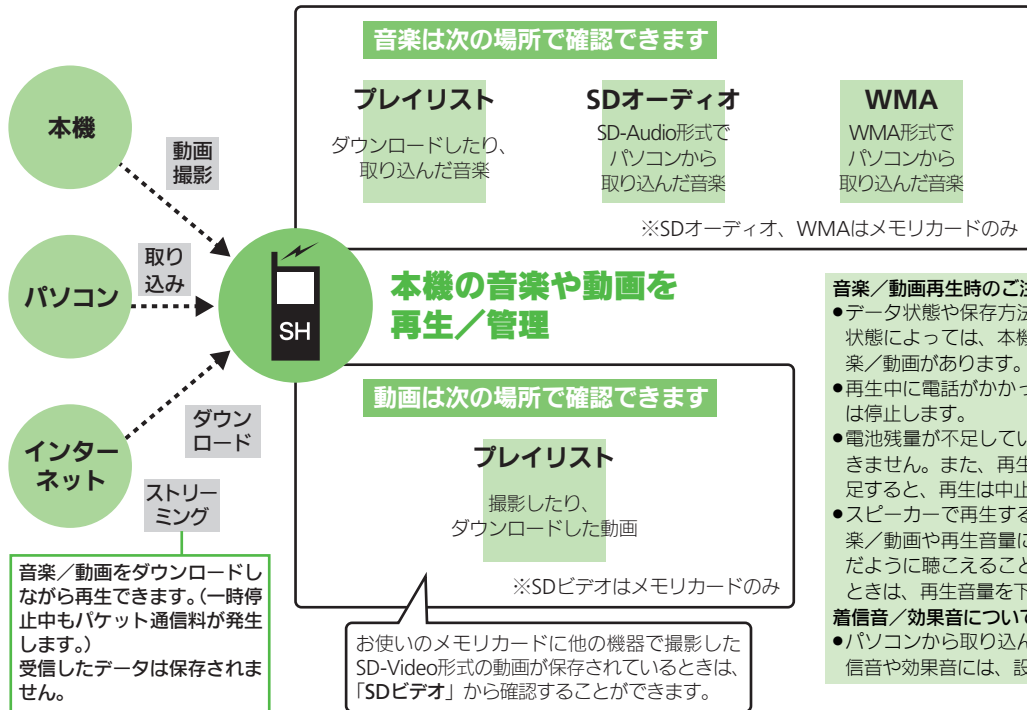 音楽は次の場所で確認できます
プレイリスト
ダウンロードしたり、
取り込んだ音楽
SDオーディオ
SD-Audio形式で
パソコンから
取り込んだ音楽
WMA
WMA形式で
パソコンから
取り込んだ音楽
※SDオーディオ、WMAはメモリカードのみ
本機
動画
撮影
パソコン
取り
込み
インター
ネット
ダウン
ロード
ストリー
ミング
SH
本機の音楽や動画を
再生／管理
動画は次の場所で確認できます
プレイリスト
撮影したり、
ダウンロードした動画
※SDビデオはメモリカードのみ
音楽／動画をダウンロードし
ながら再生できます。(一時停
止中もパケット通信料が発生
します。)
受信したデータは保存されま
せん。
お使いのメモリカードに他の機器で撮影した
SD-Video形式の動画が保存されているときは、
「SDビデオ」から確認することができます。
音楽／動画再生時のご注
●データ状態や保存方法
状態によっては、本機
楽／動画があります。
●再生中に電話がかかっ
は停止します。
●電池残量が不足してい
きません。また、再生
足すると、再生は中止
●スピーカーで再生する
楽／動画や再生音量に
だように聴こえること
ときは、再生音量を下
着信音／効果音について
●パソコンから取り込ん
信音や効果音には、設